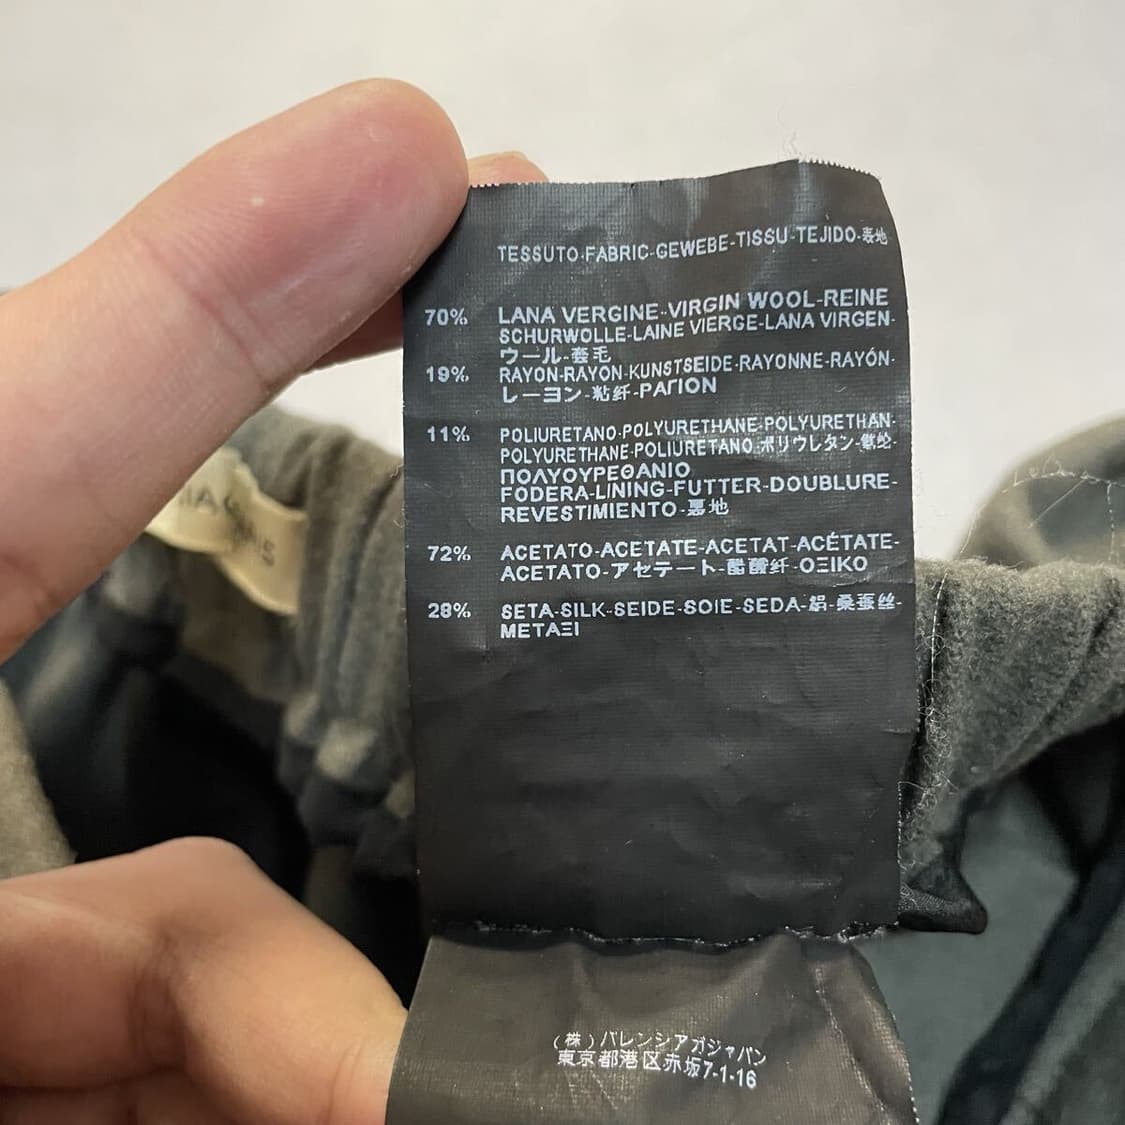 TESSUTO-FABRIC-GEWEBE-TISSU-TEJIDO-表地
70% LANA VERGINE-VIRGIN WOOL-REINE
SCHURWOLLE-LAINE VIERGE-LANA VIRGEN-
ウール-套毛
19% RAYON-RAYON-KUNSTSEIDE-RAYONNE-RAYÓN-
レーヨン-粘纤-ΡΑΓΙΟΝ
11% POLIURETANO-POLYURETHANE-POLYURETHAN-
POLYURETHANE-POLIURETANO-ポリウレタン-氨纶-
ΠΟΛΥΟΥΡΕΘΑΝΙΟ
FODERA-LINING-FUTTER-DOUBLURE-
REVESTIMIENTO-裏地
72% ACETATO-ACETATE-ACETAT-ACÉTATE-
ACETATO-アセテート-醋酸纤-ΟΞΙΚΟ
28% SETA-SILK-SEIDE-SOIE-SEDA-絹-桑蚕丝-
ΜΕΤΑΞΙ
(株)バレンシアガジャパン
東京都港区赤坂7-1-16